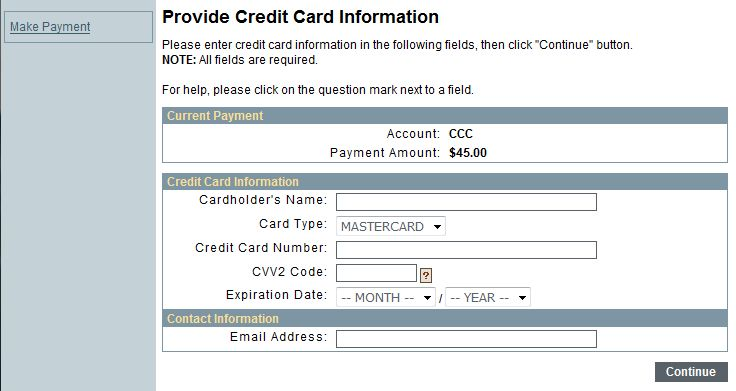 Make Payment
Provide Credit Card Information
Please enter credit card information in the following fields, then click "Continue" button.
NOTE: All fields are required.
For help, please click on the question mark next to a field.
Current Payment
Account: CCC
Payment Amount: $45.00
Credit Card Information
Cardholder's Name:
Card Type: MASTERCARD
Credit Card Number:
CVV2 Code: ?
Expiration Date: -- MONTH -- / -- YEAR --
Contact Information
Email Address:
Continue